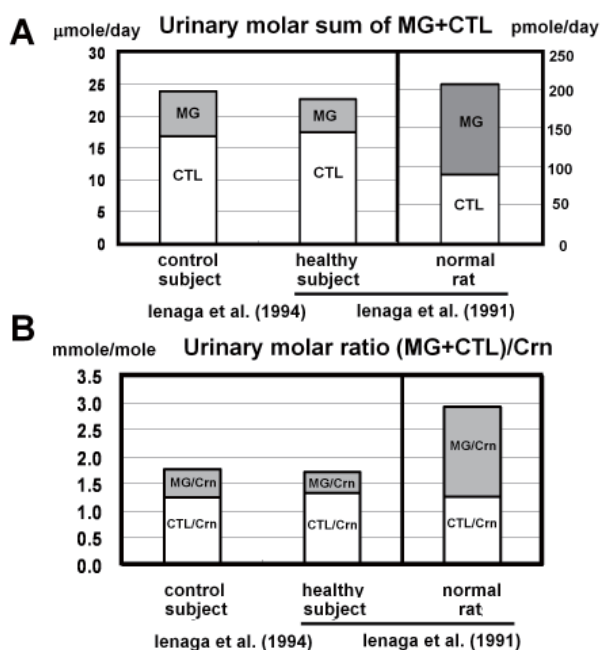 A
μmole/day Urinary molar sum of MG+CTL pmole/day
30
25
20
15
10
5
0
250
200
150
100
50
0
MG
CTL
MG
CTL
MG
CTL
control subject
healthy subject
normal rat
Ienaga et al. (1994)
Ienaga et al. (1991)
B
mmole/mole Urinary molar ratio (MG+CTL)/Crn
3.5
3.0
2.5
2.0
1.5
1.0
0.5
0.0
MG/Crn
CTL/Crn
MG/Crn
CTL/Crn
MG/Crn
CTL/Crn
control subject
healthy subject
normal rat
Ienaga et al. (1994)
Ienaga et al. (1991)